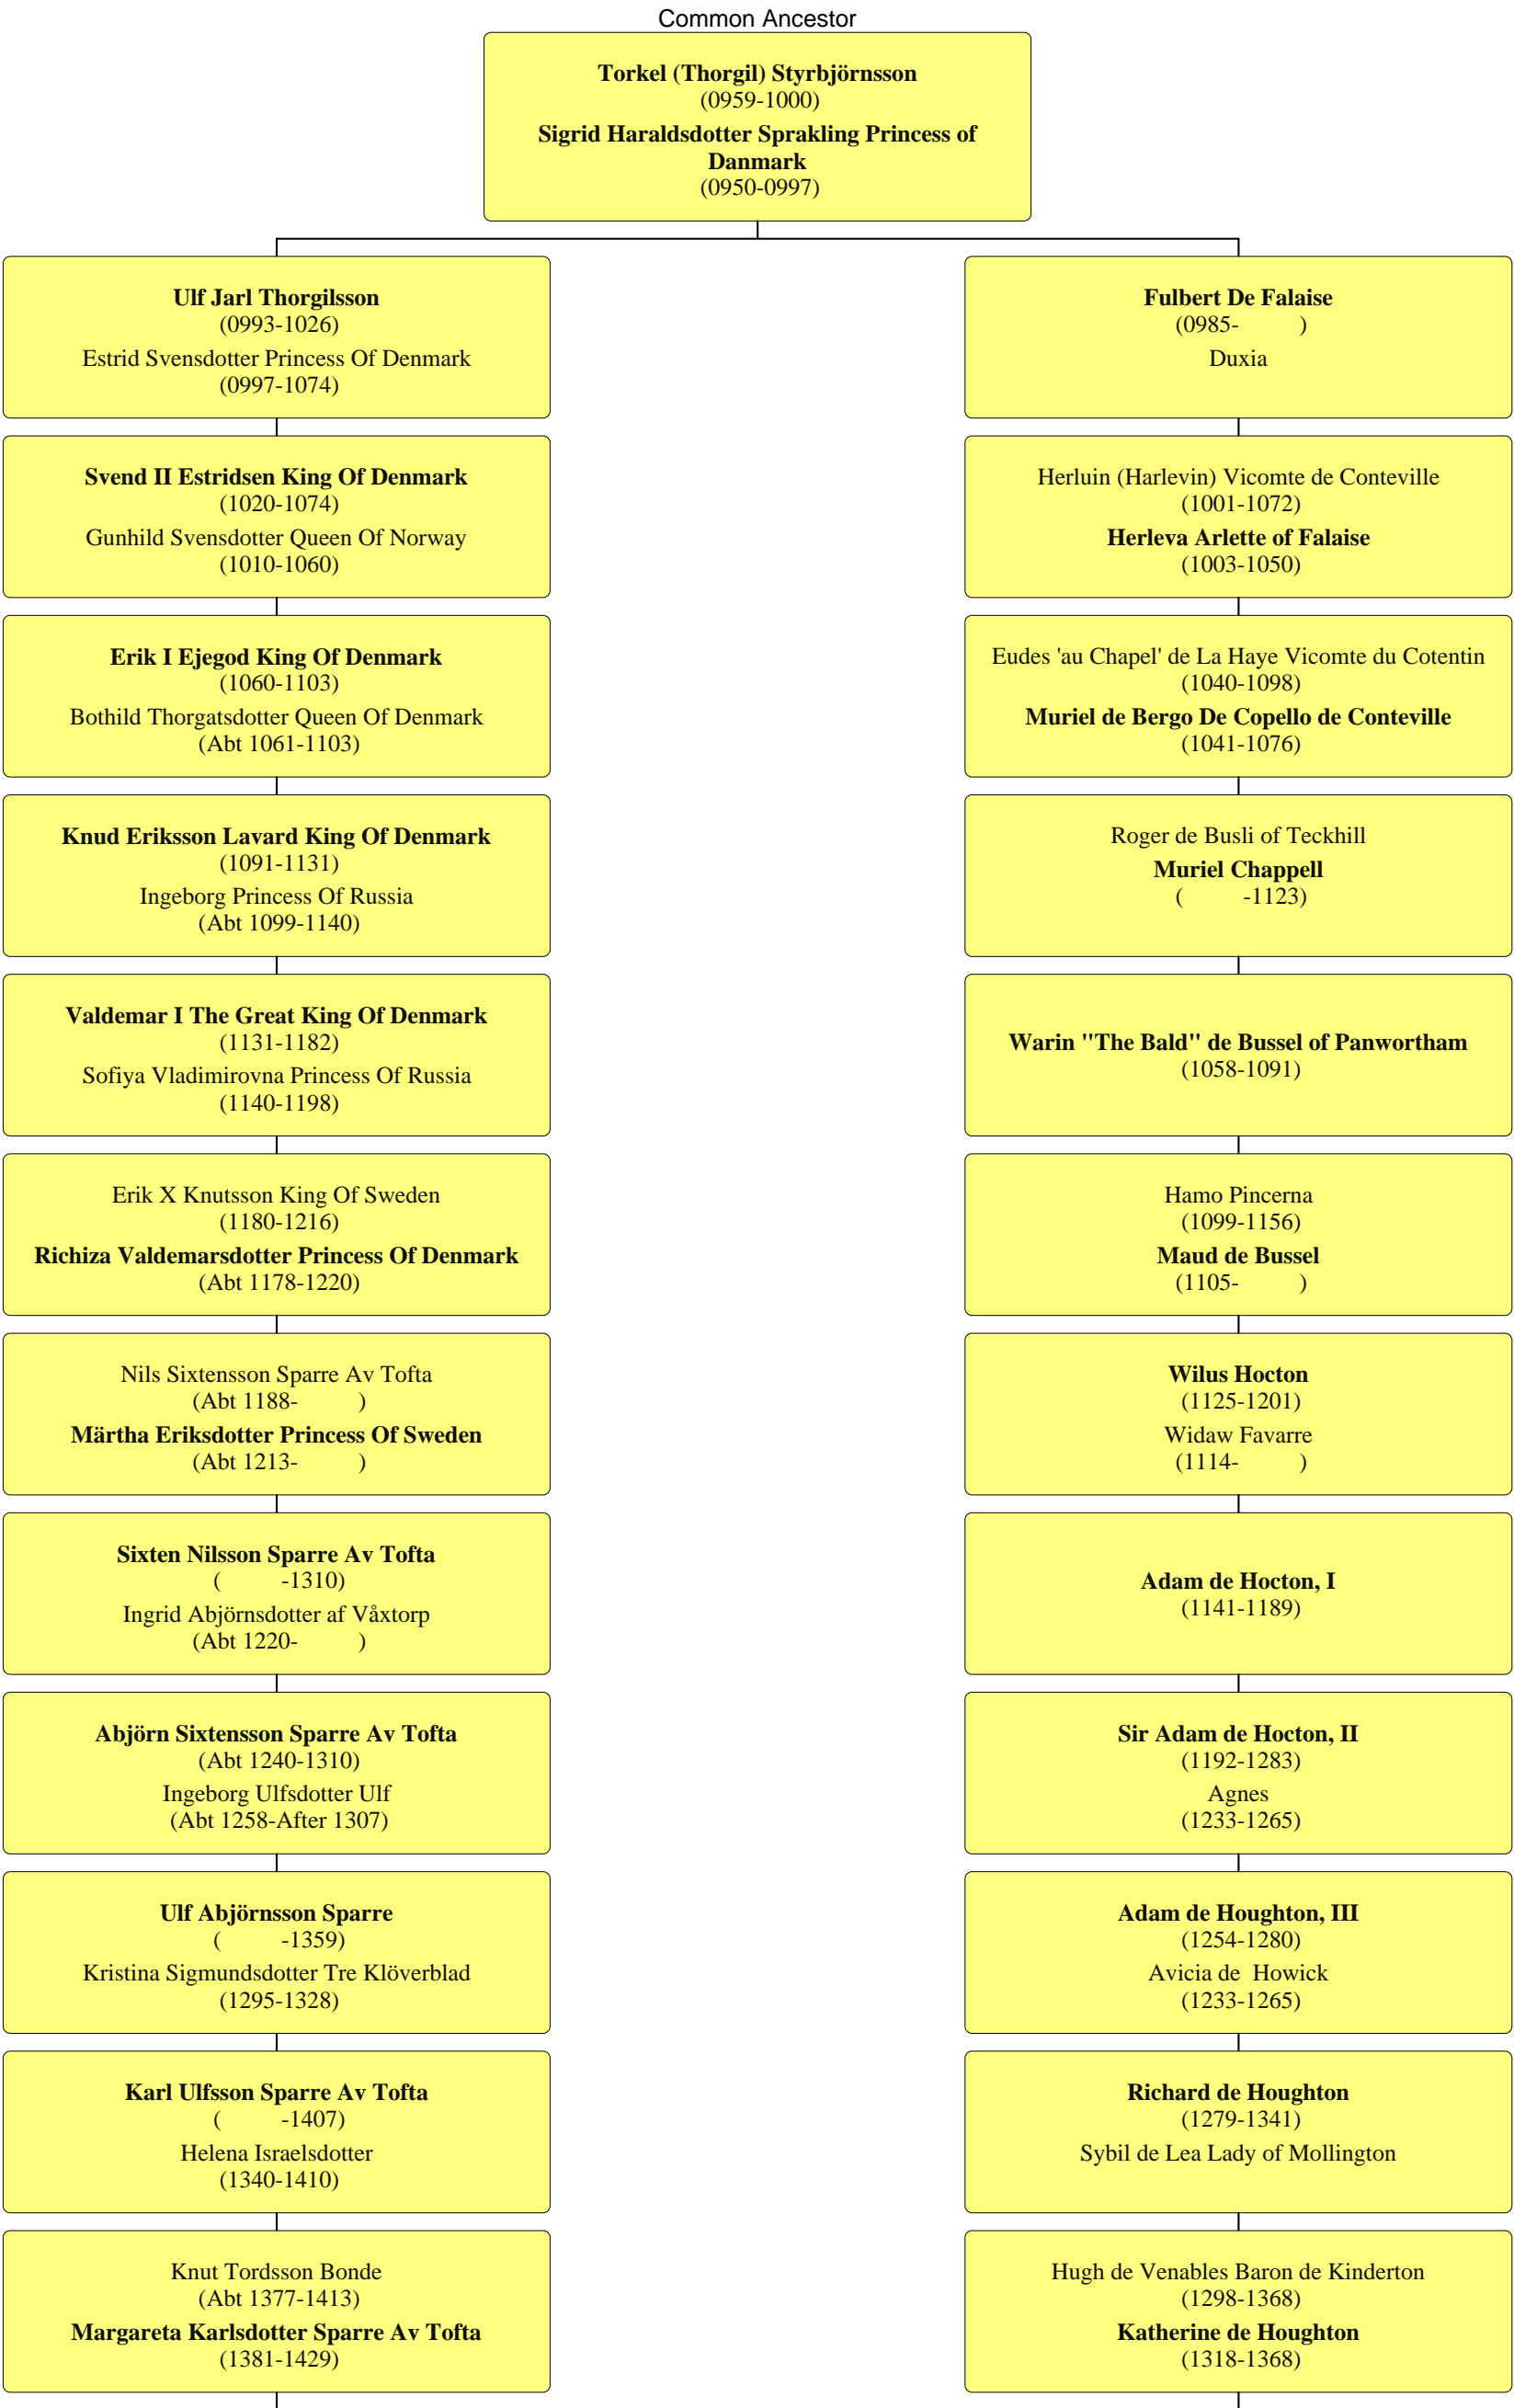 Common Ancestor
Torkel (Thorgil) Styrbjörnsson
(0959-1000)
Sigrid Haraldsdotter Sprakling Princess of
Danmark
(0950-0997)
Ulf Jarl Thorgilsson
(0993-1026)
Estrid Svensdotter Princess Of Denmark
(0997-1074)
Fulbert De Falaise
(0985- )
Duxia
Svend II Estridsen King Of Denmark
(1020-1074)
Gunhild Svensdotter Queen Of Norway
(1010-1060)
Herluin (Harlevin) Vicomte de Conteville
(1001-1072)
Herleva Arlette of Falaise
(1003-1050)
Erik I Ejegod King Of Denmark
(1060-1103)
Bothild Thorgatsdotter Queen Of Denmark
(Abt 1061-1103)
Eudes 'au Chapel' de La Haye Vicomte du Cotentin
(1040-1098)
Muriel de Bergo De Copello de Conteville
(1041-1076)
Knud Eriksson Lavard King Of Denmark
(1091-1131)
Ingeborg Princess Of Russia
(Abt 1099-1140)
Roger de Busli of Teckhill
Muriel Chappell
( -1123)
Valdemar I The Great King Of Denmark
(1131-1182)
Sofiya Vladimirovna Princess Of Russia
(1140-1198)
Warin "The Bald" de Bussel of Panwortham
(1058-1091)
Erik X Knutsson King Of Sweden
(1180-1216)
Richiza Valdemarsdotter Princess Of Denmark
(Abt 1178-1220)
Hamo Pincerna
(1099-1156)
Maud de Bussel
(1105- )
Nils Sixtensson Sparre Av Tofta
(Abt 1188- )
Märtha Eriksdotter Princess Of Sweden
(Abt 1213- )
Wilus Hocton
(1125-1201)
Widaw Favarre
(1114- )
Sixten Nilsson Sparre Av Tofta
( -1310)
Ingrid Abjörnsdotter af Våxtorp
(Abt 1220- )
Adam de Hocton, I
(1141-1189)
Abjörn Sixtensson Sparre Av Tofta
(Abt 1240-1310)
Ingeborg Ulfsdotter Ulf
(Abt 1258-After 1307)
Sir Adam de Hocton, II
(1192-1283)
Agnes
(1233-1265)
Ulf Abjörnsson Sparre
( -1359)
Kristina Sigmundsdotter Tre Klöverblad
(1295-1328)
Adam de Houghton, III
(1254-1280)
Avicia de  Howick
(1233-1265)
Karl Ulfsson Sparre Av Tofta
( -1407)
Helena Israelsdotter
(1340-1410)
Richard de Houghton
(1279-1341)
Sybil de Lea Lady of Mollington
Knut Tordsson Bonde
(Abt 1377-1413)
Margareta Karlsdotter Sparre Av Tofta
(1381-1429)
Hugh de Venables Baron de Kinderton
(1298-1368)
Katherine de Houghton
(1318-1368)